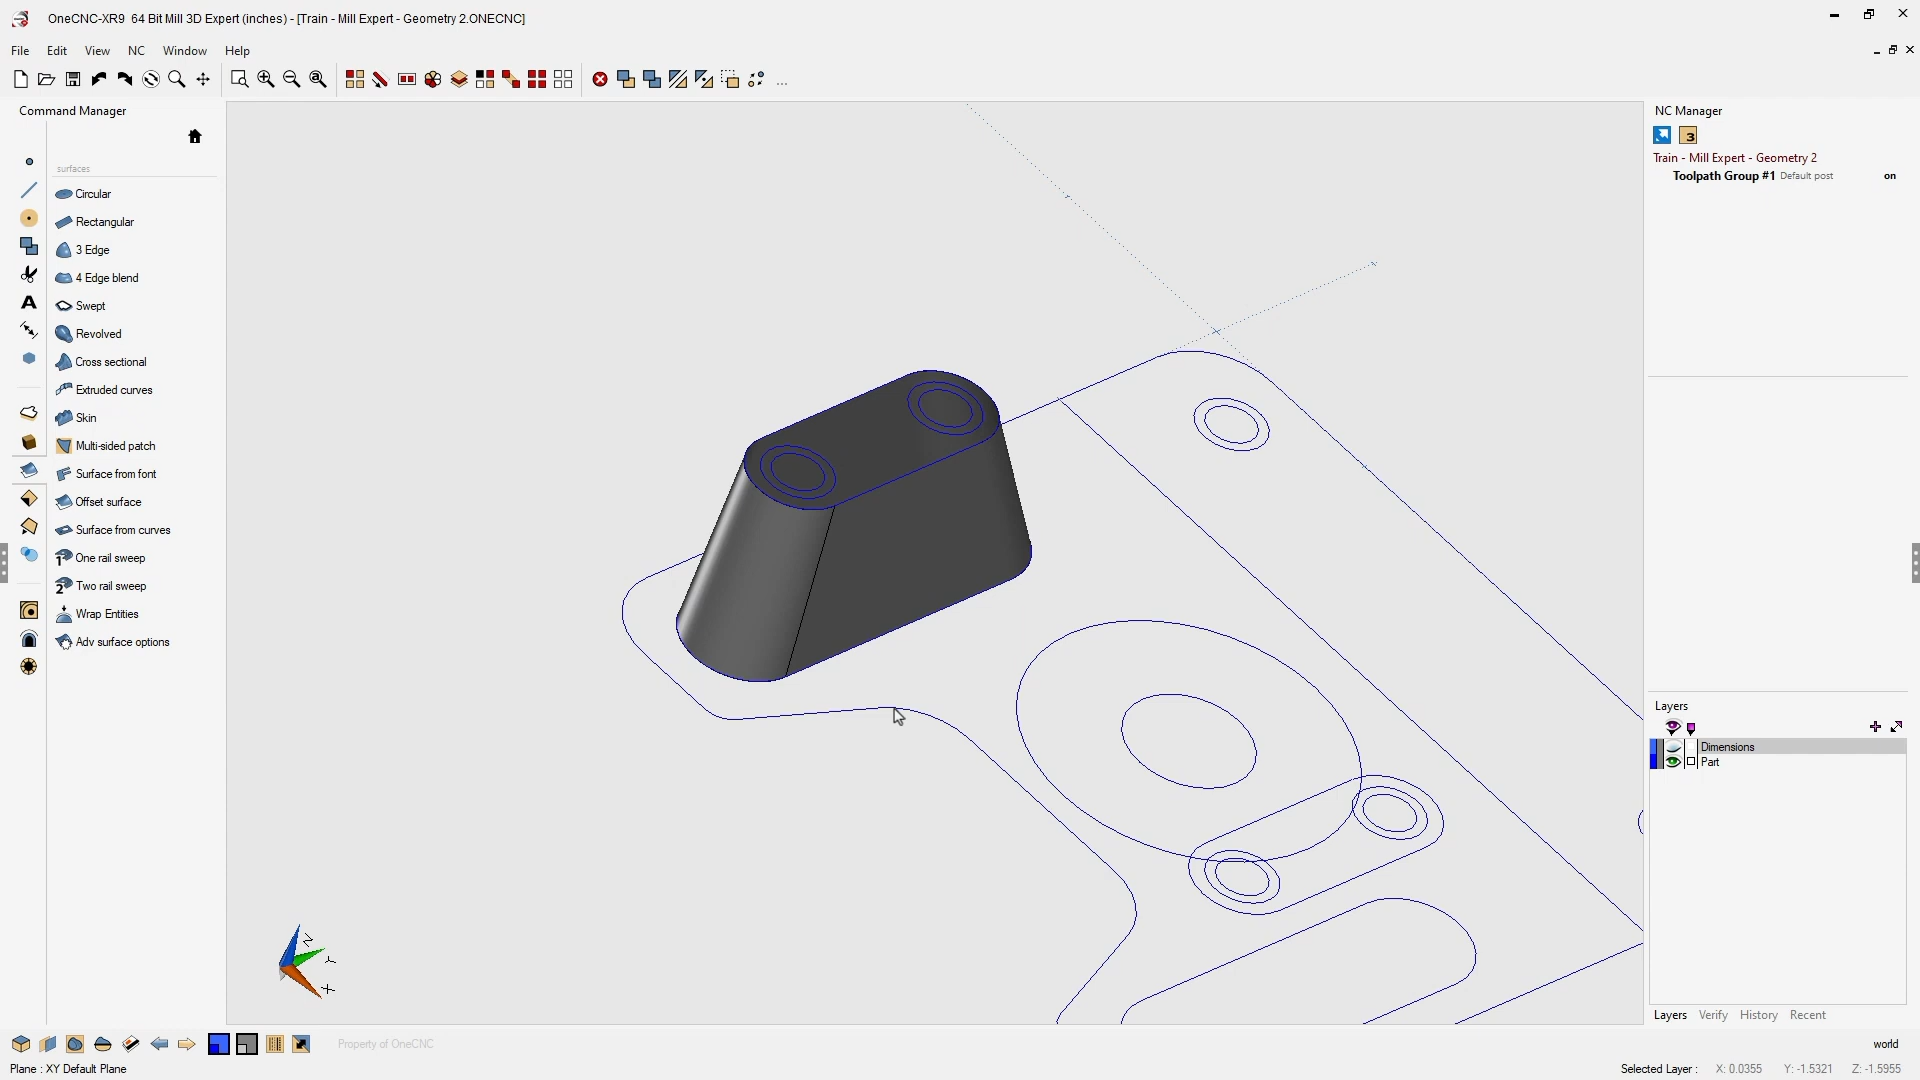 OneCNC-XR9 64 Bit Mill 3D Expert (inches) - [Train - Mill Expert - Geometry 2.ONECNC]
File Edit View NC Window Help
Command Manager
surfaces
Circular
Rectangular
3 Edge
4 Edge blend
Swept
Revolved
Cross sectional
Extruded curves
Skin
Multi-sided patch
Surface from font
Offset surface
Surface from curves
One rail sweep
Two rail sweep
Wrap Entities
Adv surface options
Z
Y
X
NC Manager
3
Train - Mill Expert - Geometry 2
Toolpath Group #1 Default post on
Layers
Dimensions
Part
Layers Verify History Recent
Property of OneCNC
world
Plane : XY Default Plane
Selected Layer : X: 0.0355 Y: -1.5321 Z: -1.5955